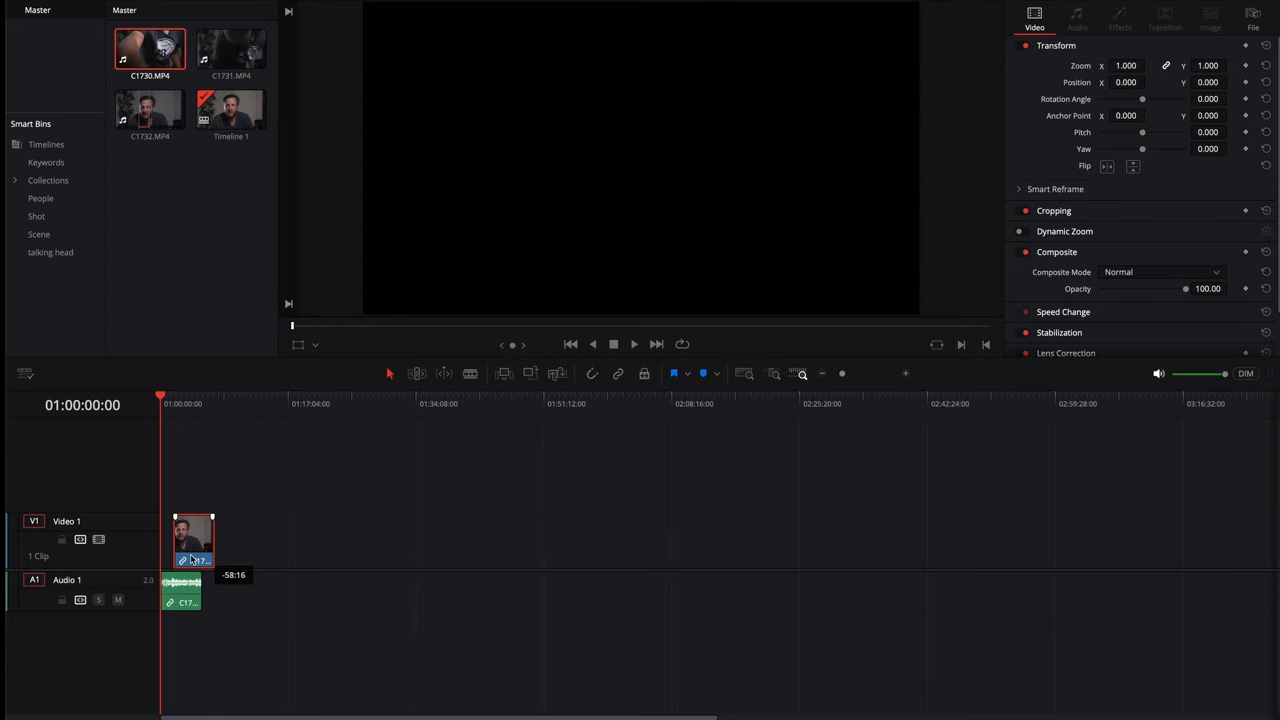 Master
Master
C1730.MP4
C1731.MP4
C1732.MP4
Timeline 1
Smart Bins
Timelines
Keywords
Collections
People
Shot
Scene
talking head
Video
Audio
Effects
Transition
Image
File
Transform
Zoom X 1.000 Y 1.000
Position X 0.000 Y 0.000
Rotation Angle 0.000
Anchor Point X 0.000 Y 0.000
Pitch 0.000
Yaw 0.000
Flip
Smart Reframe
Cropping
Dynamic Zoom
Composite
Composite Mode Normal
Opacity 100.00
Speed Change
Stabilization
Lens Correction
DIM
01:00:00:00
01:00:00:00 01:17:04:00 01:34:08:00 01:51:12:00 02:08:16:00 02:25:20:00 02:42:24:00 02:59:28:00 03:16:32:00
V1 Video 1
1 Clip
17...
-58:16
A1 Audio 1 2.0
S M
C17...